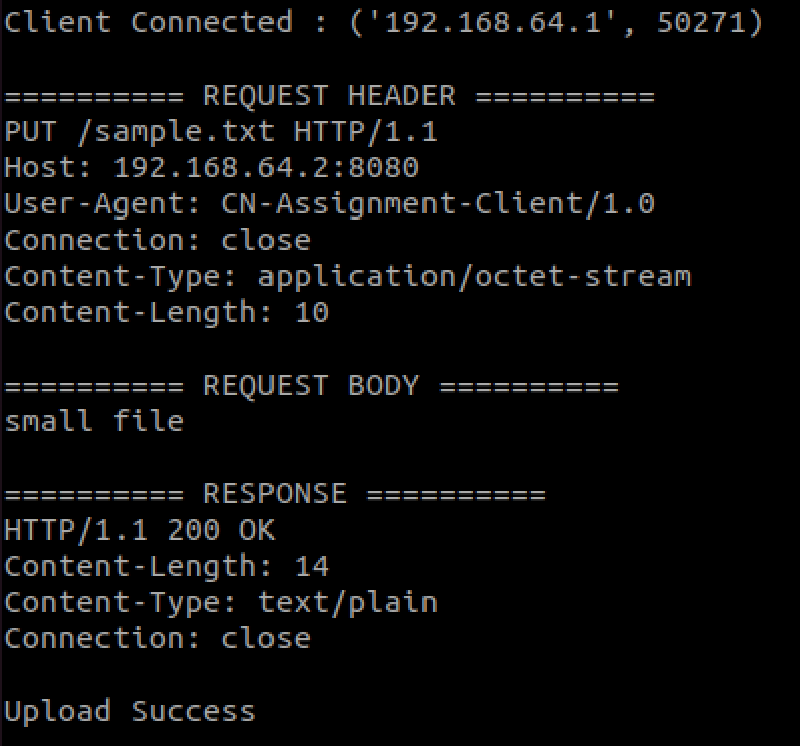 Client Connected : ('192.168.64.1', 50271)
========== REQUEST HEADER ==========
PUT /sample.txt HTTP/1.1
Host: 192.168.64.2:8080
User-Agent: CN-Assignment-Client/1.0
Connection: close
Content-Type: application/octet-stream
Content-Length: 10
========== REQUEST BODY ==========
small file
========== RESPONSE ==========
HTTP/1.1 200 OK
Content-Length: 14
Content-Type: text/plain
Connection: close
Upload Success